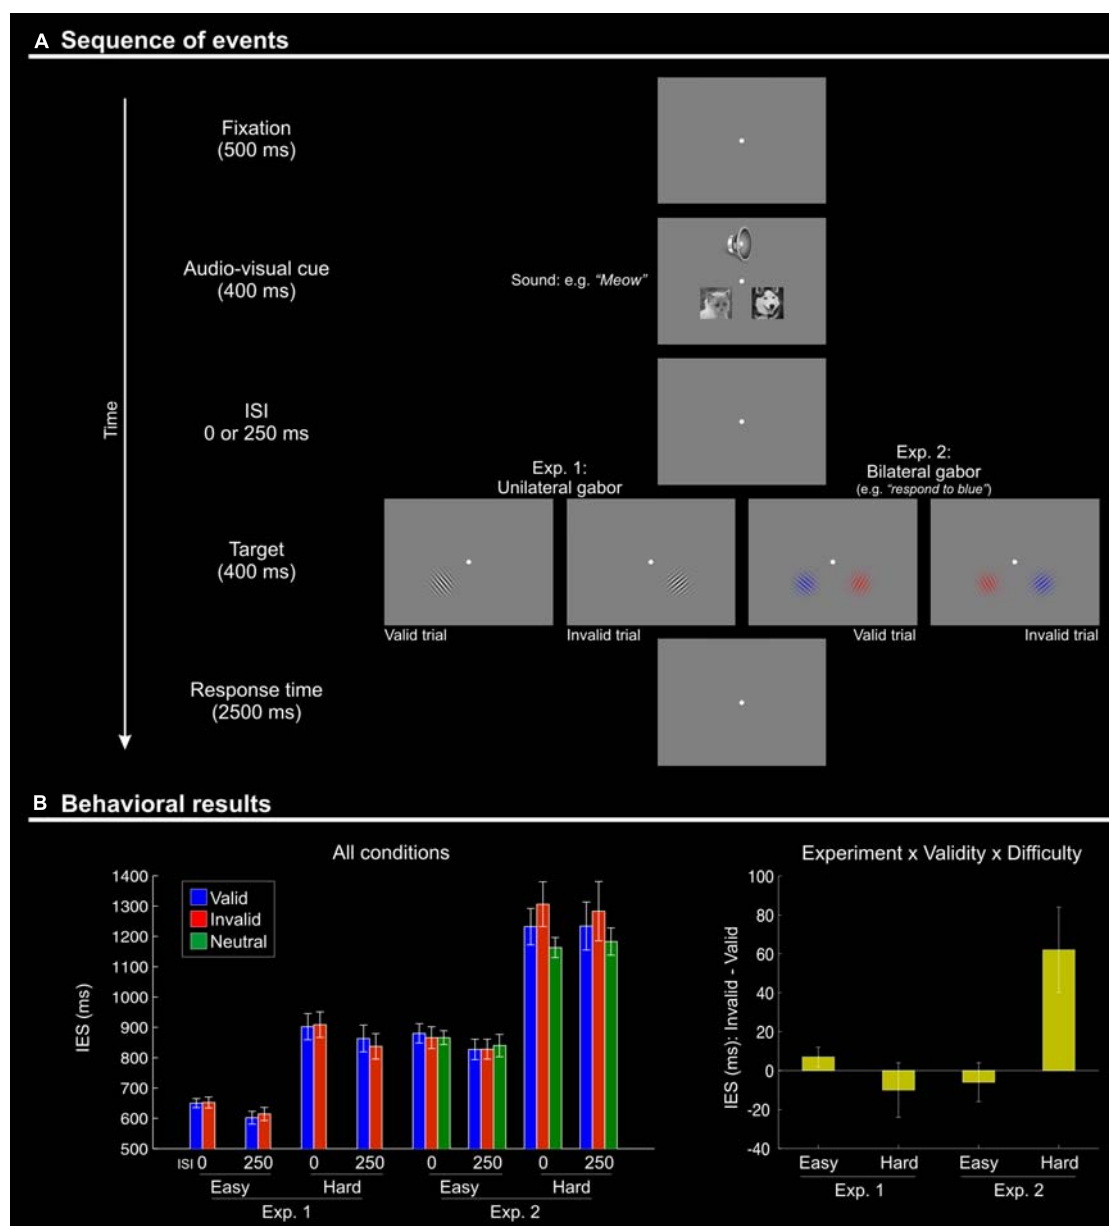 A Sequence of events
Fixation
(500 ms)
Audio-visual cue
(400 ms)
Sound: e.g. “Meow”
ISI
0 or 250 ms
Time
Exp. 1:
Unilateral gabor
Exp. 2:
Bilateral gabor
(e.g. “respond to blue”)
Target
(400 ms)
Valid trial
Invalid trial
Valid trial
Invalid trial
Response time
(2500 ms)
B Behavioral results
All conditions
1400
1300
1200
1100
1000
900
800
700
600
500
IES (ms)
Valid
Invalid
Neutral
ISI 0 250 0 250 0 250 0 250
Easy Hard Easy Hard
Exp. 1 Exp. 2
Experiment x Validity x Difficulty
100
80
60
40
20
0
-20
-40
IES (ms): Invalid - Valid
Easy Hard Easy Hard
Exp. 1 Exp. 2